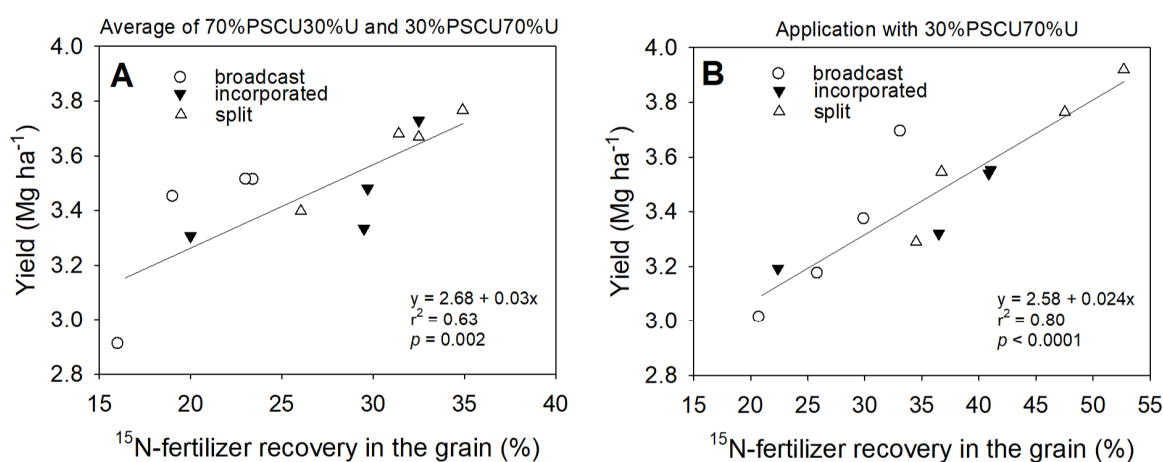 Average of 70%PSCU30%U and 30%PSCU70%U
A
broadcast
incorporated
split
4.0
3.8
3.6
3.4
3.2
3.0
2.8
Yield (Mg ha⁻¹)
y = 2.68 + 0.03x
r² = 0.63
p = 0.002
15 20 25 30 35 40
¹⁵N-fertilizer recovery in the grain (%)
Application with 30%PSCU70%U
B
broadcast
incorporated
split
4.0
3.8
3.6
3.4
3.2
3.0
2.8
Yield (Mg ha⁻¹)
y = 2.58 + 0.024x
r² = 0.80
p < 0.0001
15 20 25 30 35 40 45 50 55
¹⁵N-fertilizer recovery in the grain (%)